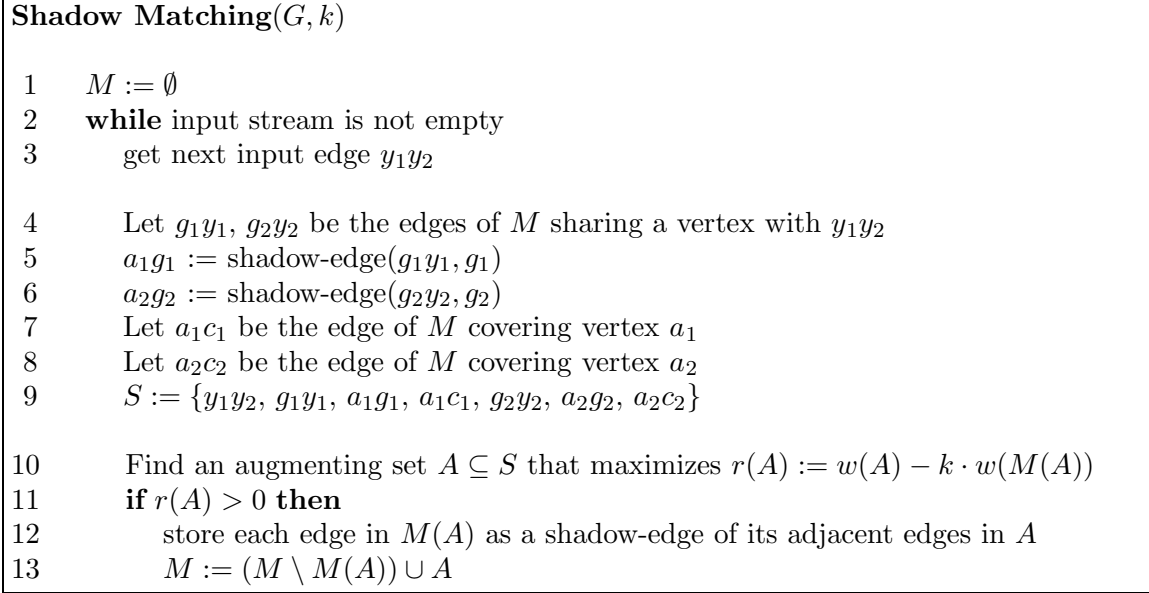 Shadow Matching(G, k)
1 M := ∅
2 while input stream is not empty
3 get next input edge y₁y₂
4 Let g₁y₁, g₂y₂ be the edges of M sharing a vertex with y₁y₂
5 a₁g₁ := shadow-edge(g₁y₁, g₁)
6 a₂g₂ := shadow-edge(g₂y₂, g₂)
7 Let a₁c₁ be the edge of M covering vertex a₁
8 Let a₂c₂ be the edge of M covering vertex a₂
9 S := {y₁y₂, g₁y₁, a₁g₁, a₁c₁, g₂y₂, a₂g₂, a₂c₂}
10 Find an augmenting set A ⊆ S that maximizes r(A) := w(A) − k · w(M(A))
11 if r(A) > 0 then
12 store each edge in M(A) as a shadow-edge of its adjacent edges in A
13 M := (M \ M(A)) ∪ A